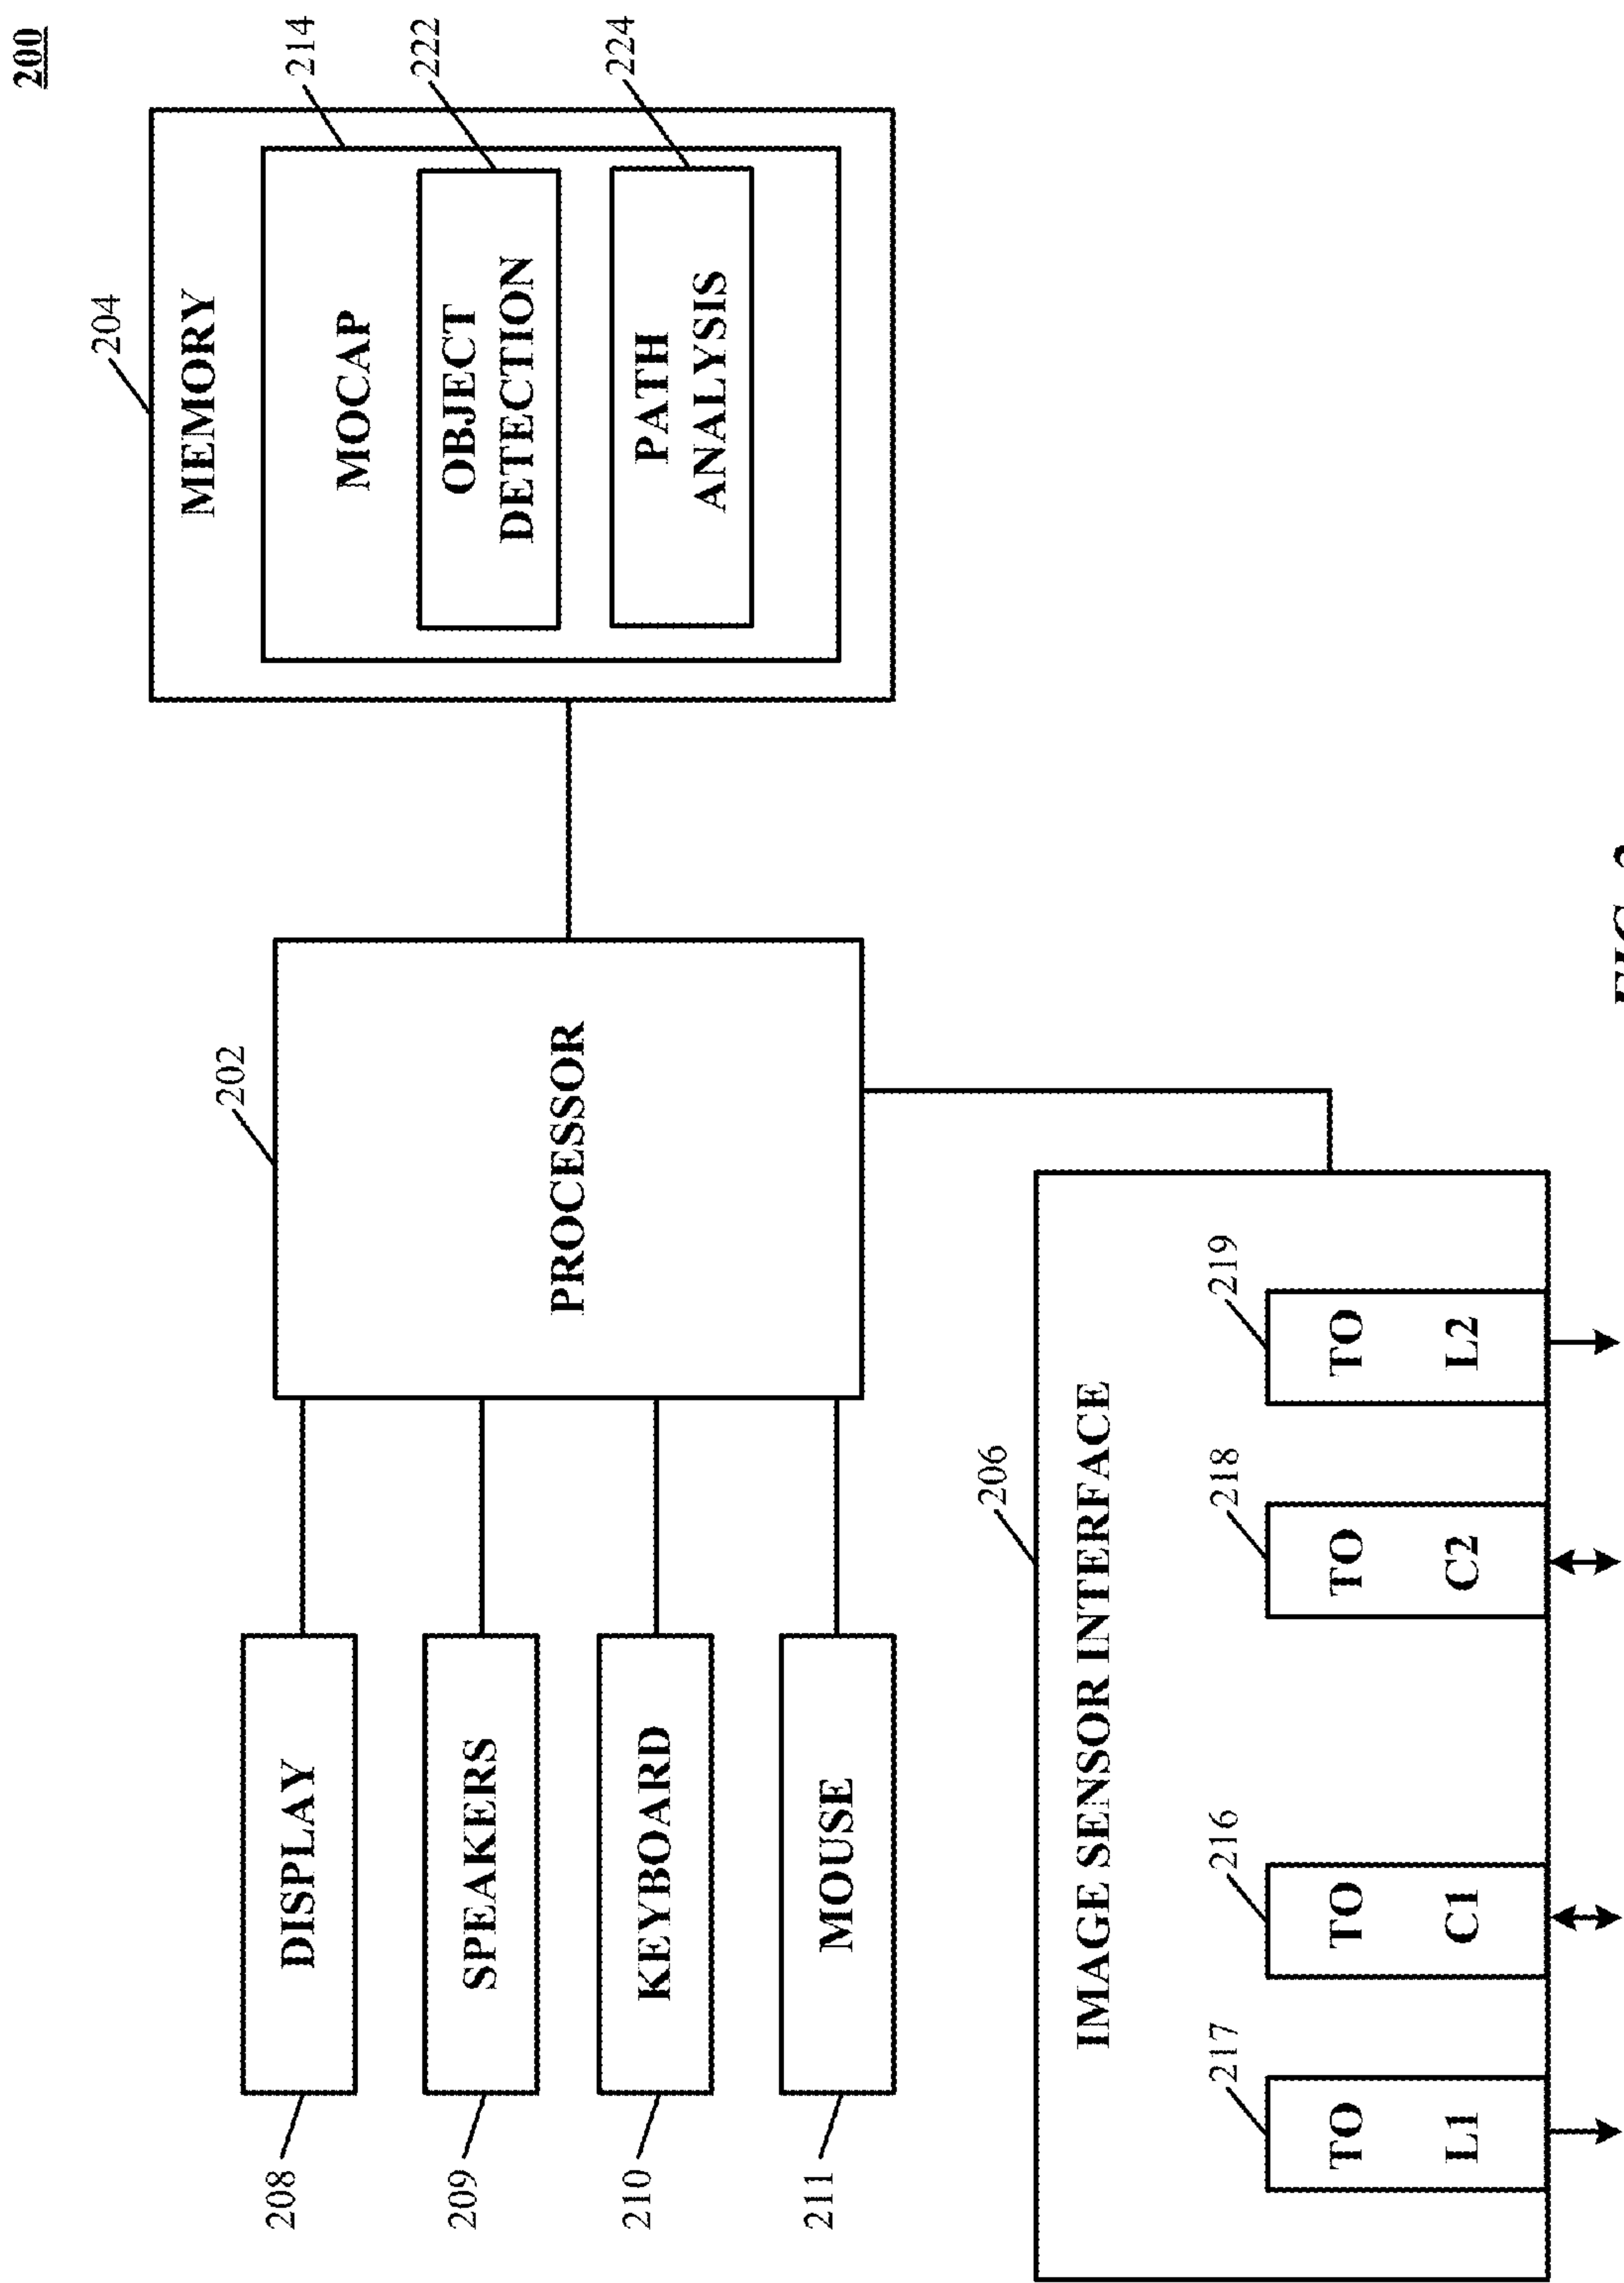 200
204
MEMORY
214
MOCAP
222
OBJECT
DETECTION
224
PATH
ANALYSIS
202
PROCESSOR
208
DISPLAY
209
SPEAKERS
210
KEYBOARD
211
MOUSE
206
IMAGE SENSOR INTERFACE
217
TO
L1
216
TO
C1
218
TO
C2
219
TO
L2
FIG.